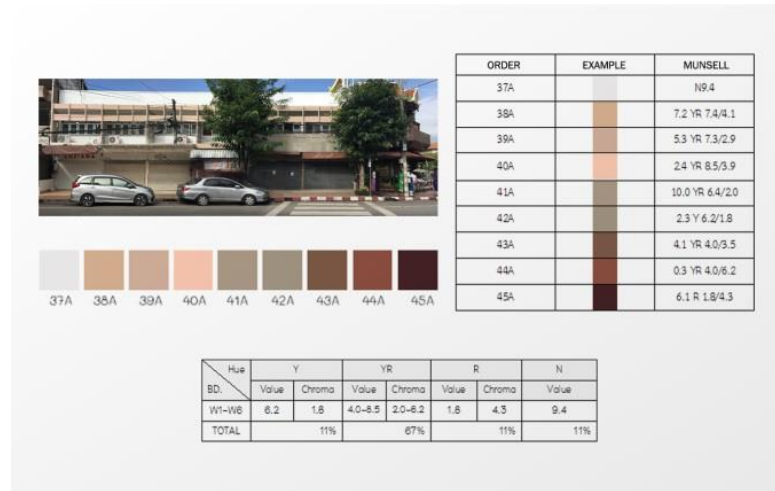 ORDER EXAMPLE MUNSELL
37A N9.4
38A 7.2 YR 7.4/4.1
39A 5.3 YR 7.3/2.9
40A 2.4 YR 8.5/3.9
41A 10.0 YR 6.4/2.0
42A 2.3 Y 6.2/1.8
43A 4.1 YR 4.0/3.5
44A 0.3 YR 4.0/6.2
45A 6.1 R 1.8/4.3
37A 38A 39A 40A 41A 42A 43A 44A 45A
Hue Y YR R N
BD. Value Chroma Value Chroma Value Chroma Value
W1-W6 6.2 1.8 4.0-8.5 2.0-6.2 1.8 4.3 9.4
TOTAL 11% 67% 11% 11%